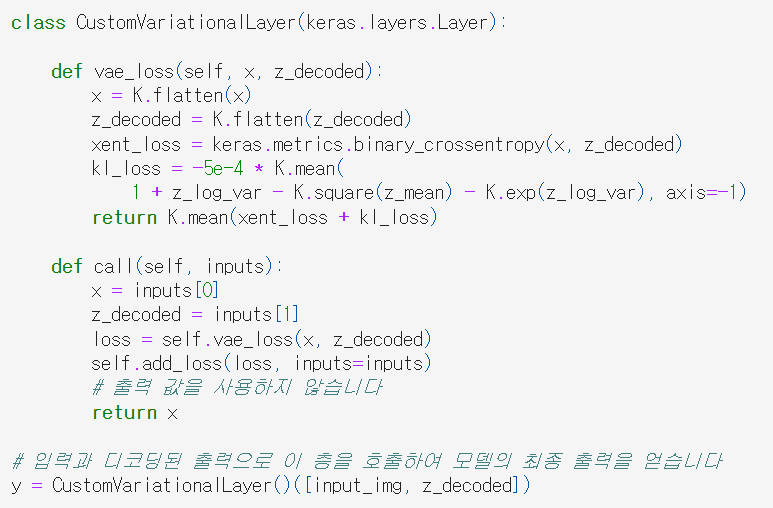 class CustomVariationalLayer(keras.layers.Layer):

    def vae_loss(self, x, z_decoded):
        x = K.flatten(x)
        z_decoded = K.flatten(z_decoded)
        xent_loss = keras.metrics.binary_crossentropy(x, z_decoded)
        kl_loss = -5e-4 * K.mean(
            1 + z_log_var - K.square(z_mean) - K.exp(z_log_var), axis=-1)
        return K.mean(xent_loss + kl_loss)

    def call(self, inputs):
        x = inputs[0]
        z_decoded = inputs[1]
        loss = self.vae_loss(x, z_decoded)
        self.add_loss(loss, inputs=inputs)
        # 출력 값을 사용하지 않습니다
        return x

# 입력과 디코딩된 출력으로 이 층을 호출하여 모델의 최종 출력을 얻습니다
y = CustomVariationalLayer()([input_img, z_decoded])